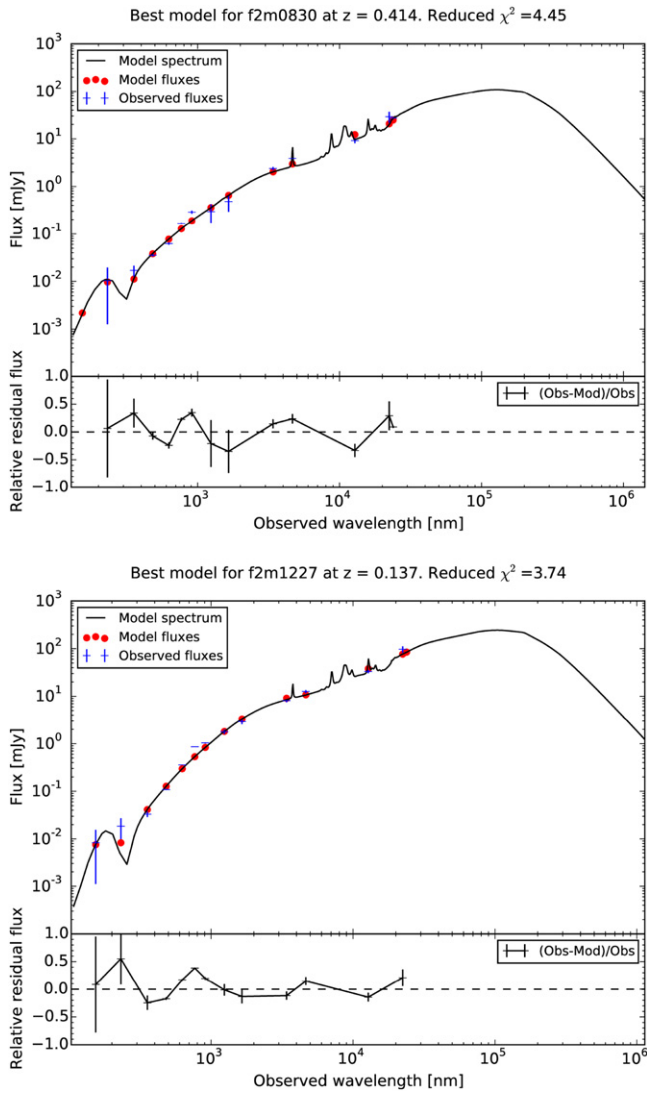 Best model for f2m0830 at z = 0.414. Reduced χ² =4.45
10³
10²
10¹
10⁰
10⁻¹
10⁻²
10⁻³
Flux [mJy]
Model spectrum
Model fluxes
Observed fluxes
1.0
0.5
0.0
−0.5
−1.0
Relative residual flux
(Obs-Mod)/Obs
10³ 10⁴ 10⁵ 10⁶
Observed wavelength [nm]
Best model for f2m1227 at z = 0.137. Reduced χ² =3.74
10³
10²
10¹
10⁰
10⁻¹
10⁻²
10⁻³
Flux [mJy]
Model spectrum
Model fluxes
Observed fluxes
1.0
0.5
0.0
−0.5
−1.0
Relative residual flux
(Obs-Mod)/Obs
10³ 10⁴ 10⁵ 10⁶
Observed wavelength [nm]